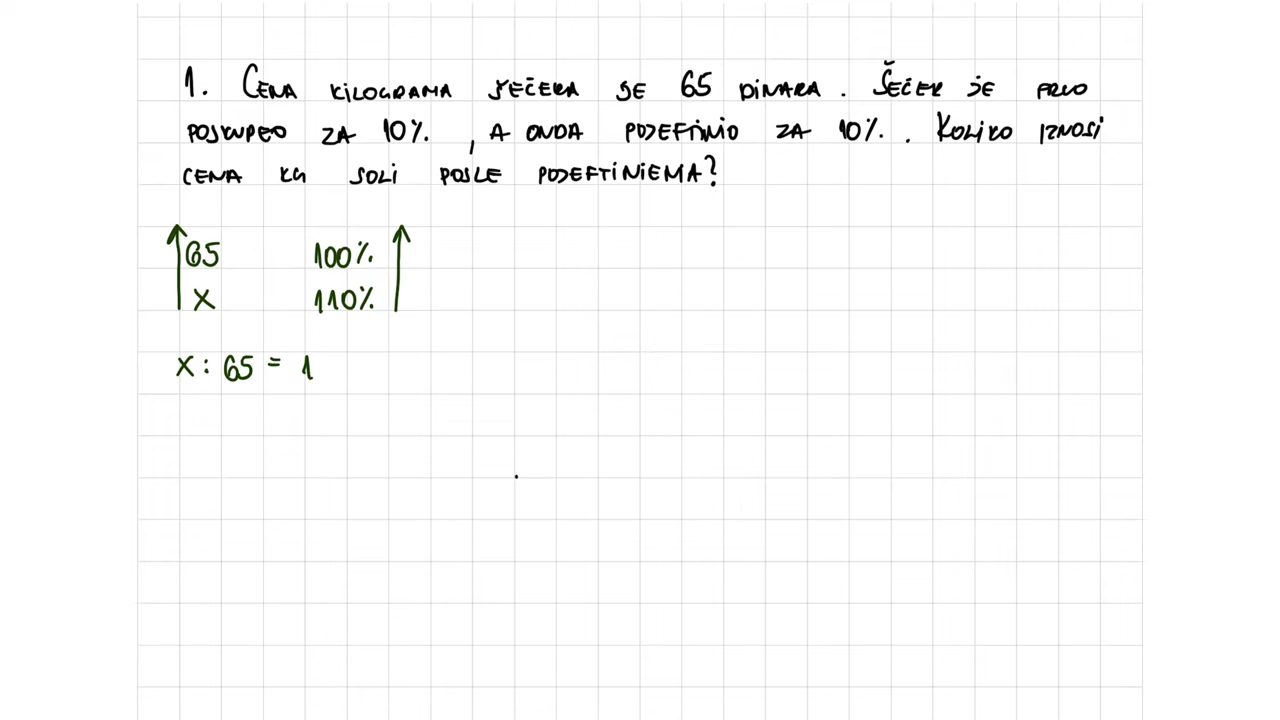 1. CENA KILOGRAMA ŠEĆERA JE 65 DINARA. ŠEĆER JE PRVO
POSKUPEO ZA 10%, A ONDA POJEFTINIO ZA 10%. KOLIKO IZNOSI
CENA KG SOLI POSLE POJEFTINJEMA?
65 100%
X 110%
X : 65 = 1